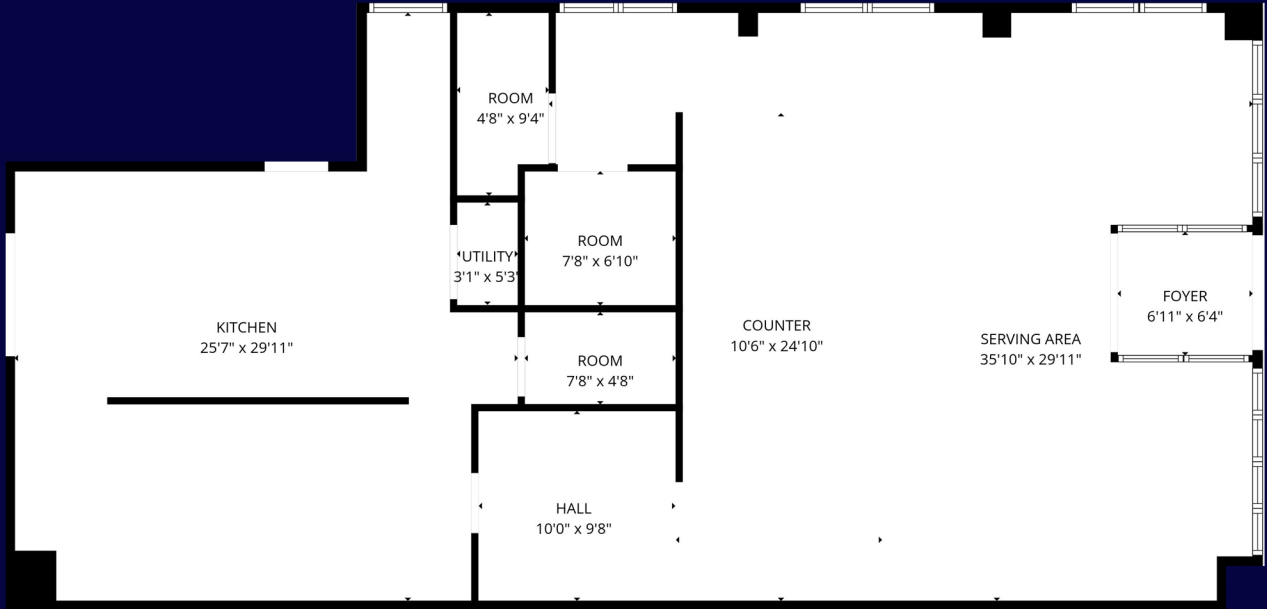 ROOM
4'8" x 9'4"
ROOM
7'8" x 6'10"
UTILITY
3'1" x 5'3"
FOYER
6'11" x 6'4"
KITCHEN
25'7" x 29'11"
COUNTER
10'6" x 24'10"
SERVING AREA
35'10" x 29'11"
ROOM
7'8" x 4'8"
HALL
10'0" x 9'8"